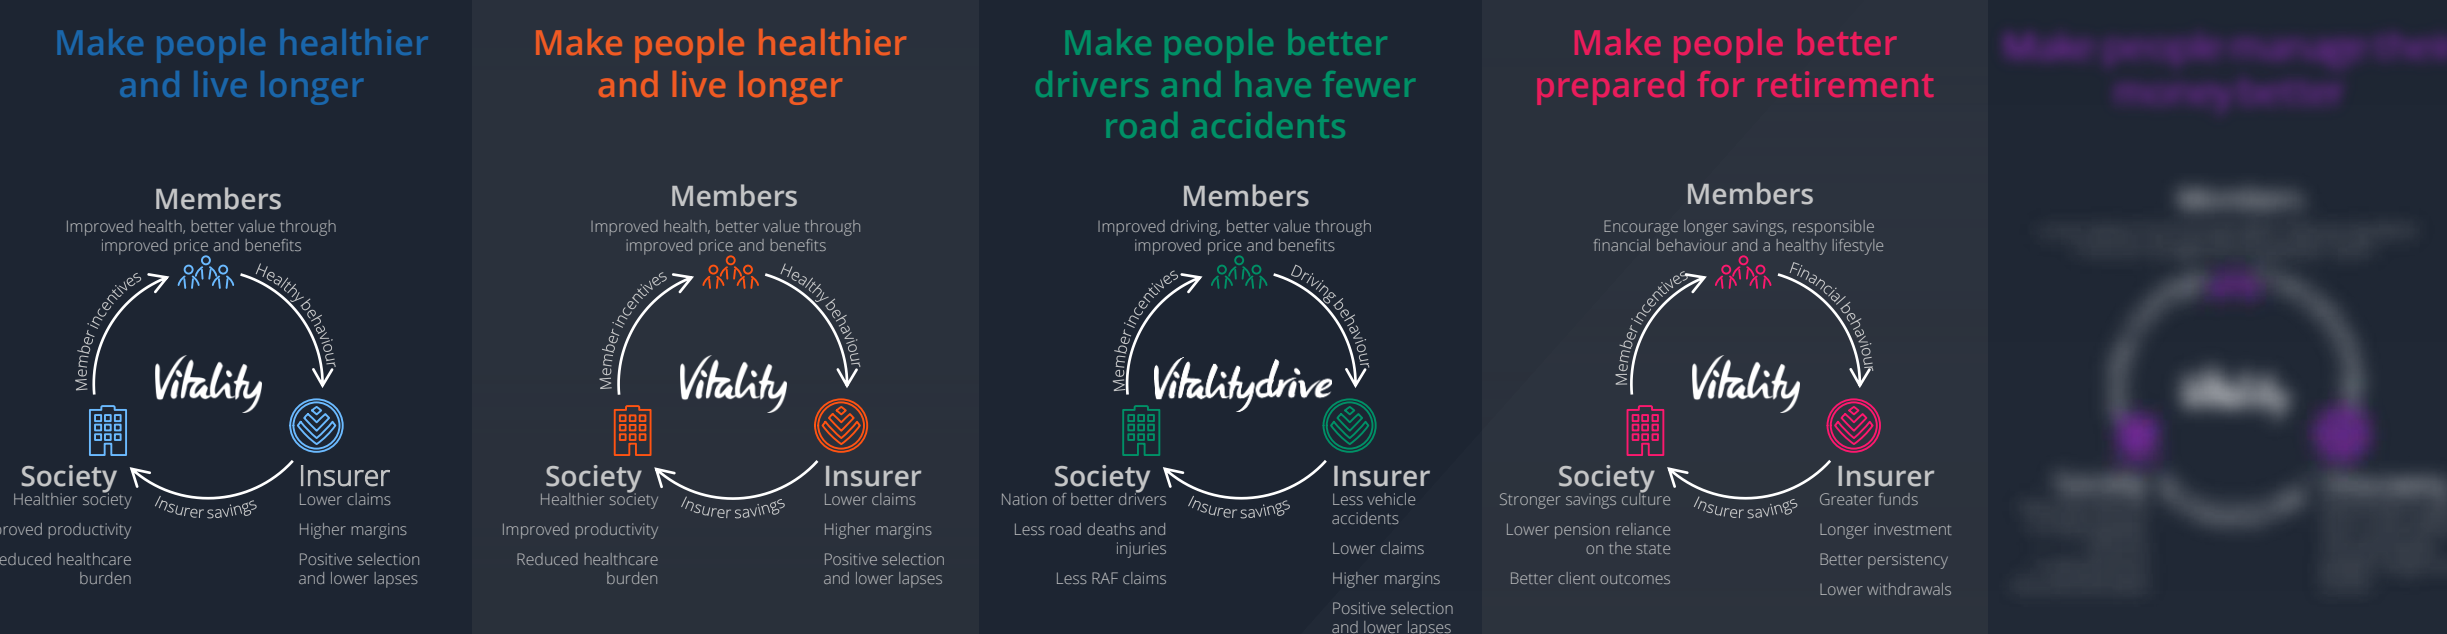 Make people healthier
and live longer
Members
Improved health, better value through
improved price and benefits
Member incentives
Healthy behaviour
Vitality
Society
Healthier society
roved productivity
educed healthcare
burden
Insurer savings
Insurer
Lower claims
Higher margins
Positive selection
and lower lapses
Make people healthier
and live longer
Members
Improved health, better value through
improved price and benefits
Member incentives
Healthy behaviour
Vitality
Society
Healthier society
Improved productivity
Reduced healthcare
burden
Insurer savings
Insurer
Lower claims
Higher margins
Positive selection
and lower lapses
Make people better
drivers and have fewer
road accidents
Members
Improved driving, better value through
improved price and benefits
Member incentives
Driving behaviour
Vitalitydrive
Society
Nation of better drivers
Less road deaths and
injuries
Less RAF claims
Insurer savings
Insurer
Less vehicle
accidents
Lower claims
Higher margins
Positive selection
and lower lapses
Make people better
prepared for retirement
Members
Encourage longer savings, responsible
financial behaviour and a healthy lifestyle
Member incentives
Financial behaviour
Vitality
Society
Stronger savings culture
Lower pension reliance
on the state
Better client outcomes
Insurer savings
Insurer
Greater funds
Longer investment
Better persistency
Lower withdrawals
Make people manage
money better
Members